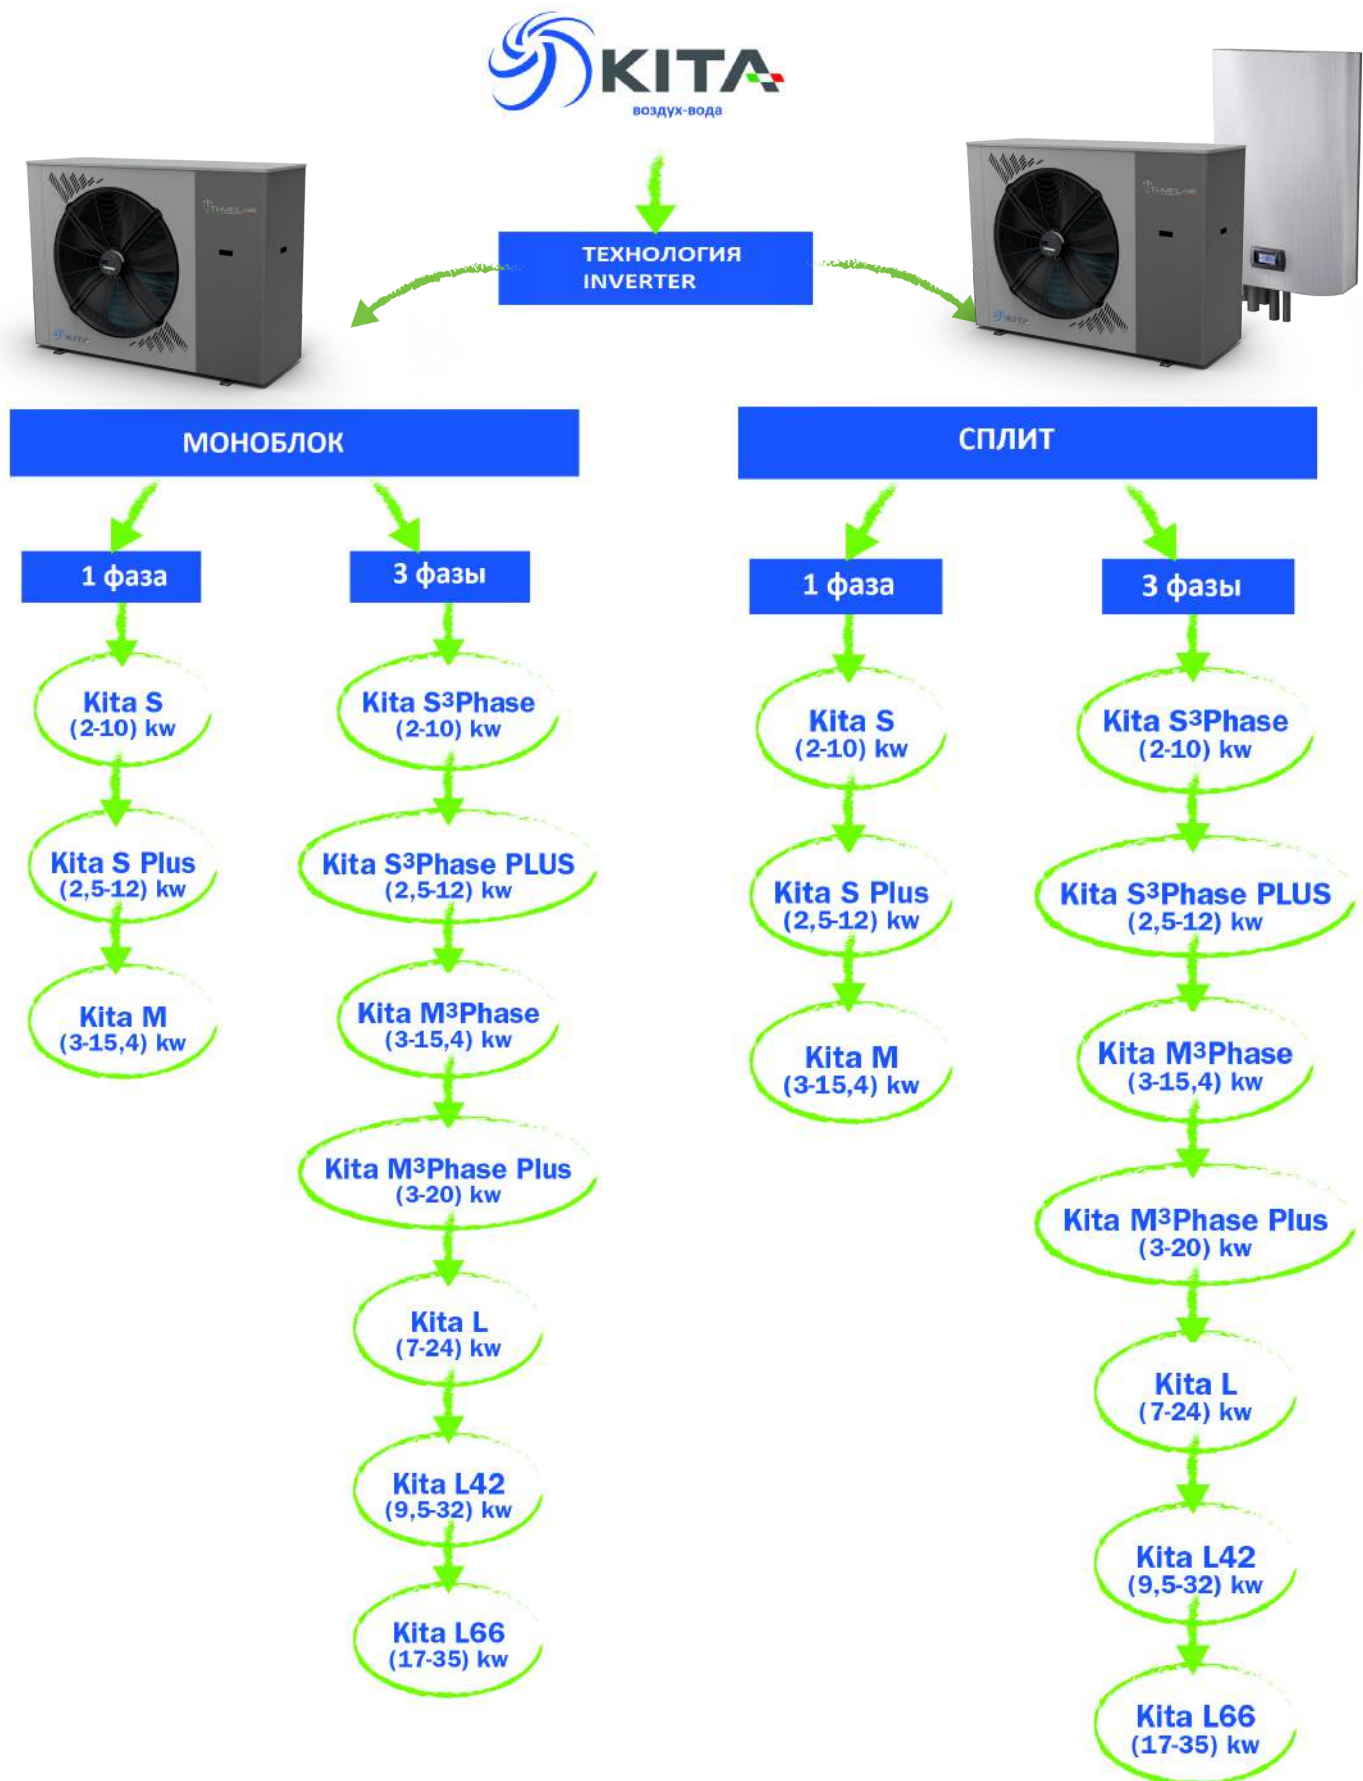 KITA
воздух-вода
ТЕХНОЛОГИЯ
INVERTER
KITA
KITA
МОНОБЛОК
1 фаза
Kita S
(2-10) kw
Kita S Plus
(2,5-12) kw
Kita M
(3-15,4) kw
3 фазы
Kita S3Phase
(2-10) kw
Kita S3Phase PLUS
(2,5-12) kw
Kita M3Phase
(3-15,4) kw
Kita M3Phase Plus
(3-20) kw
Kita L
(7-24) kw
Kita L42
(9,5-32) kw
Kita L66
(17-35) kw
СПЛИТ
1 фаза
Kita S
(2-10) kw
Kita S Plus
(2,5-12) kw
Kita M
(3-15,4) kw
3 фазы
Kita S3Phase
(2-10) kw
Kita S3Phase PLUS
(2,5-12) kw
Kita M3Phase
(3-15,4) kw
Kita M3Phase Plus
(3-20) kw
Kita L
(7-24) kw
Kita L42
(9,5-32) kw
Kita L66
(17-35) kw